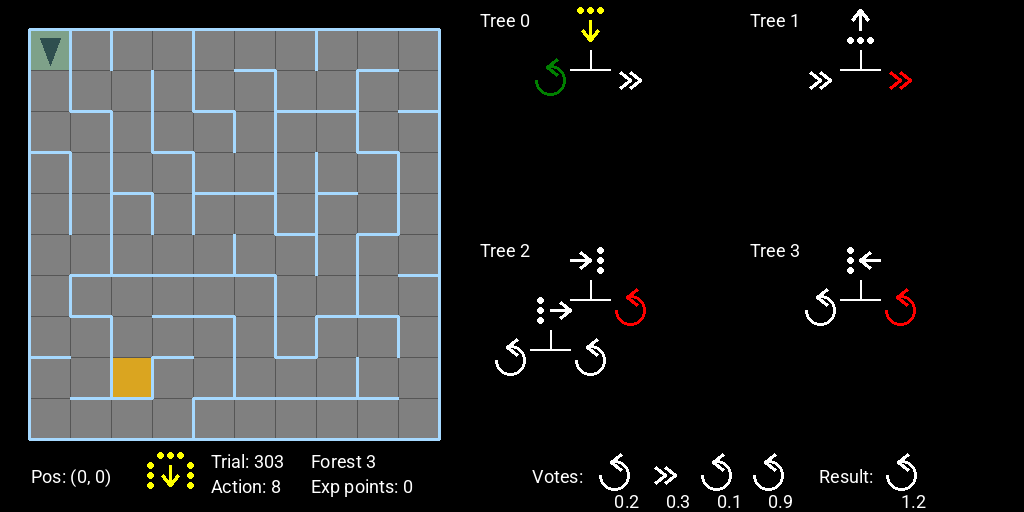 Tree 0
Tree 1
Tree 2
Tree 3
Pos: (0, 0)
Trial: 303
Forest 3
Action: 8
Exp points: 0
Votes:
Result:
0.2
0.3
0.1
0.9
1.2